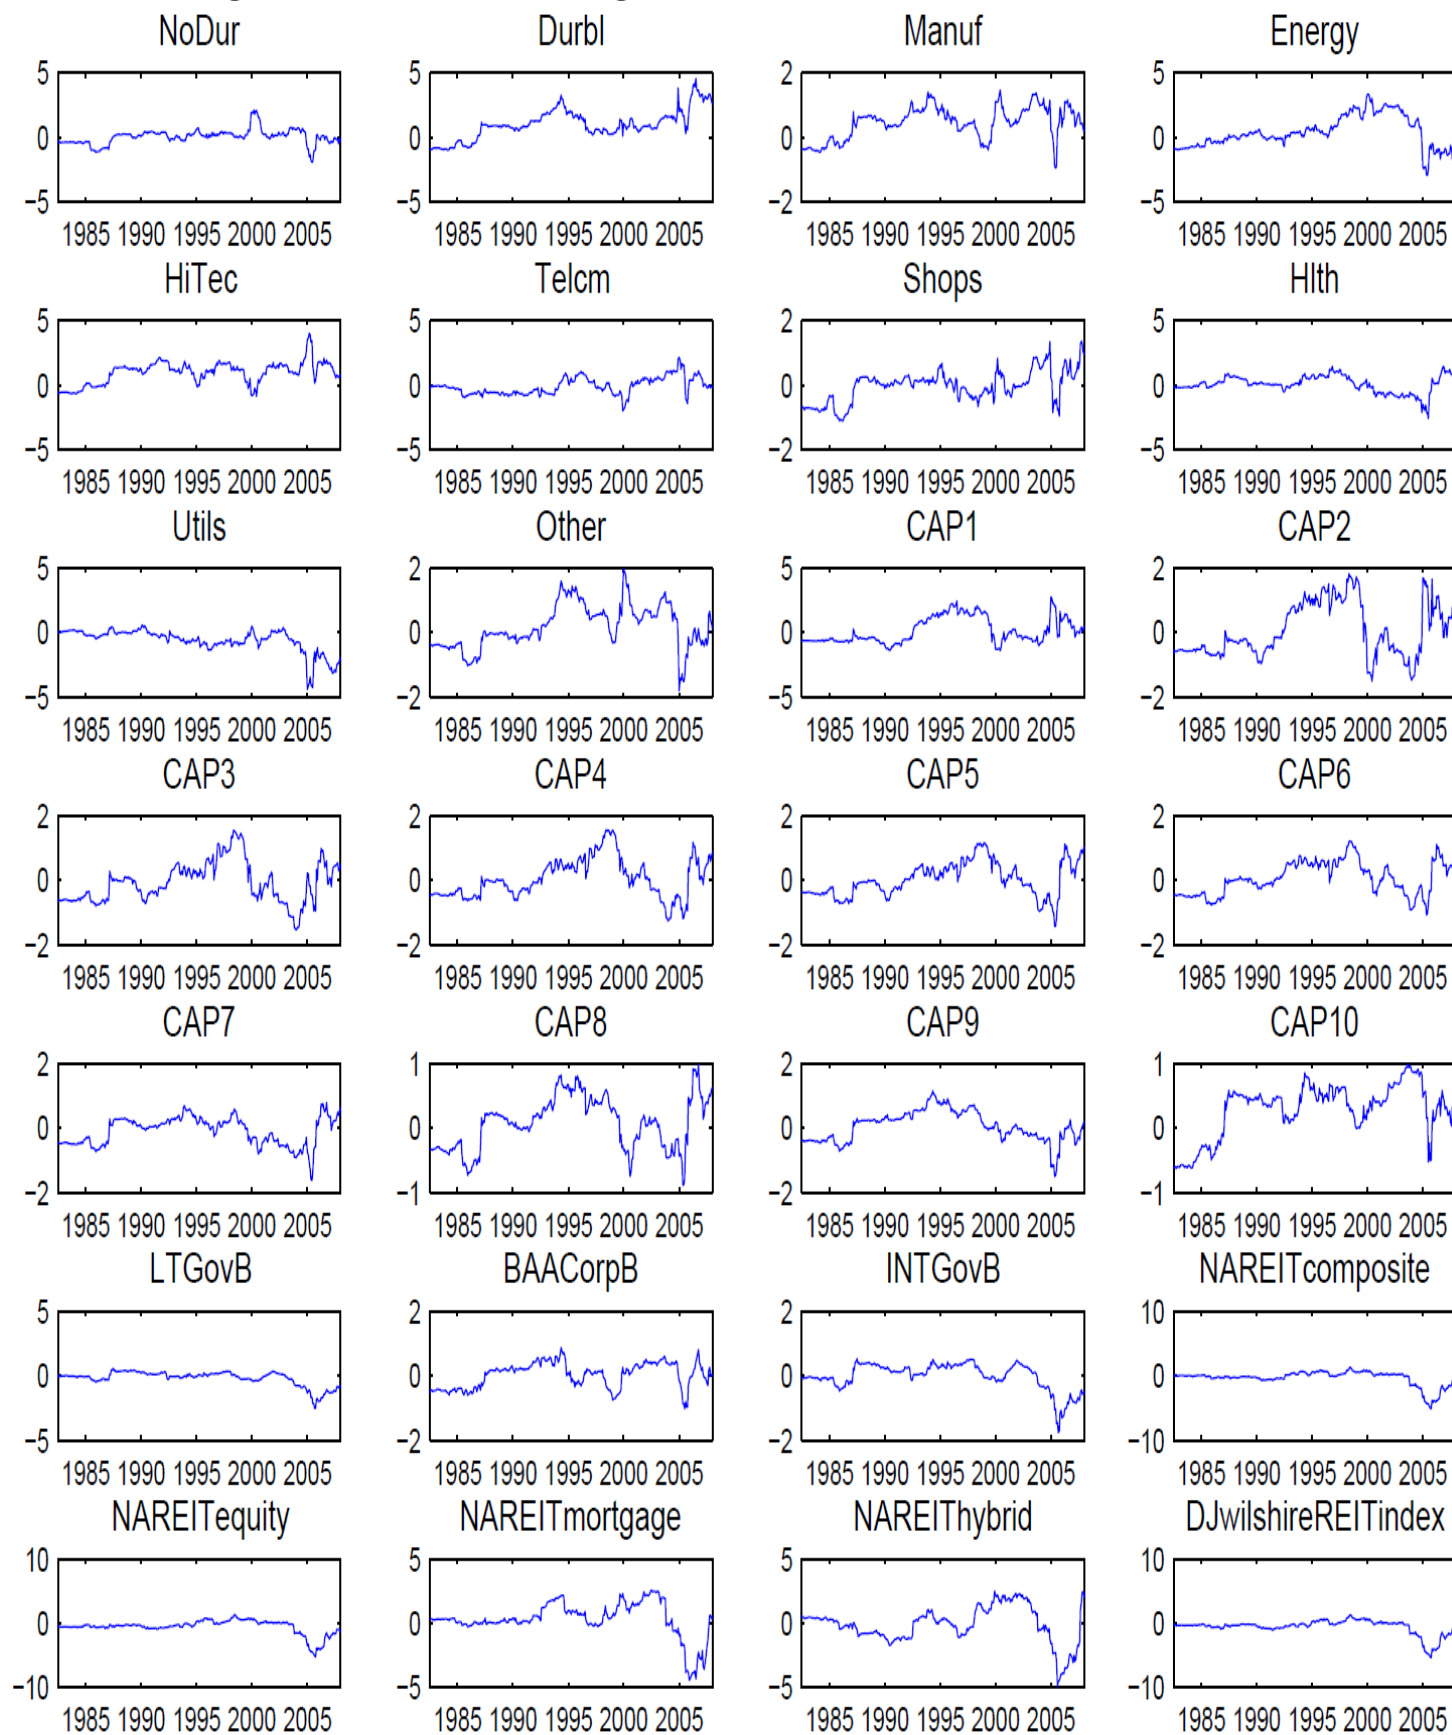 NoDur Durbl Manuf Energy
5 5 2 5
0 0 0 0
−5 −5 −2 −5
1985 1990 1995 2000 2005 1985 1990 1995 2000 2005 1985 1990 1995 2000 2005 1985 1990 1995 2000 2005
HiTec Telcm Shops Hlth
5 5 2 5
0 0 0 0
−5 −5 −2 −5
1985 1990 1995 2000 2005 1985 1990 1995 2000 2005 1985 1990 1995 2000 2005 1985 1990 1995 2000 2005
Utils Other CAP1 CAP2
5 2 5 2
0 0 0 0
−5 −2 −5 −2
1985 1990 1995 2000 2005 1985 1990 1995 2000 2005 1985 1990 1995 2000 2005 1985 1990 1995 2000 2005
CAP3 CAP4 CAP5 CAP6
2 2 2 2
0 0 0 0
−2 −2 −2 −2
1985 1990 1995 2000 2005 1985 1990 1995 2000 2005 1985 1990 1995 2000 2005 1985 1990 1995 2000 2005
CAP7 CAP8 CAP9 CAP10
2 1 2 1
0 0 0 0
−2 −1 −2 −1
1985 1990 1995 2000 2005 1985 1990 1995 2000 2005 1985 1990 1995 2000 2005 1985 1990 1995 2000 2005
LTGovB BAACorpB INTGovB NAREITcomposite
5 2 2 10
0 0 0 0
−5 −2 −2 −10
1985 1990 1995 2000 2005 1985 1990 1995 2000 2005 1985 1990 1995 2000 2005 1985 1990 1995 2000 2005
NAREITequity NAREITmortgage NAREIThybrid DJwilshireREITindex
10 5 5 10
0 0 0 0
−10 −5 −5 −10
1985 1990 1995 2000 2005 1985 1990 1995 2000 2005 1985 1990 1995 2000 2005 1985 1990 1995 2000 2005